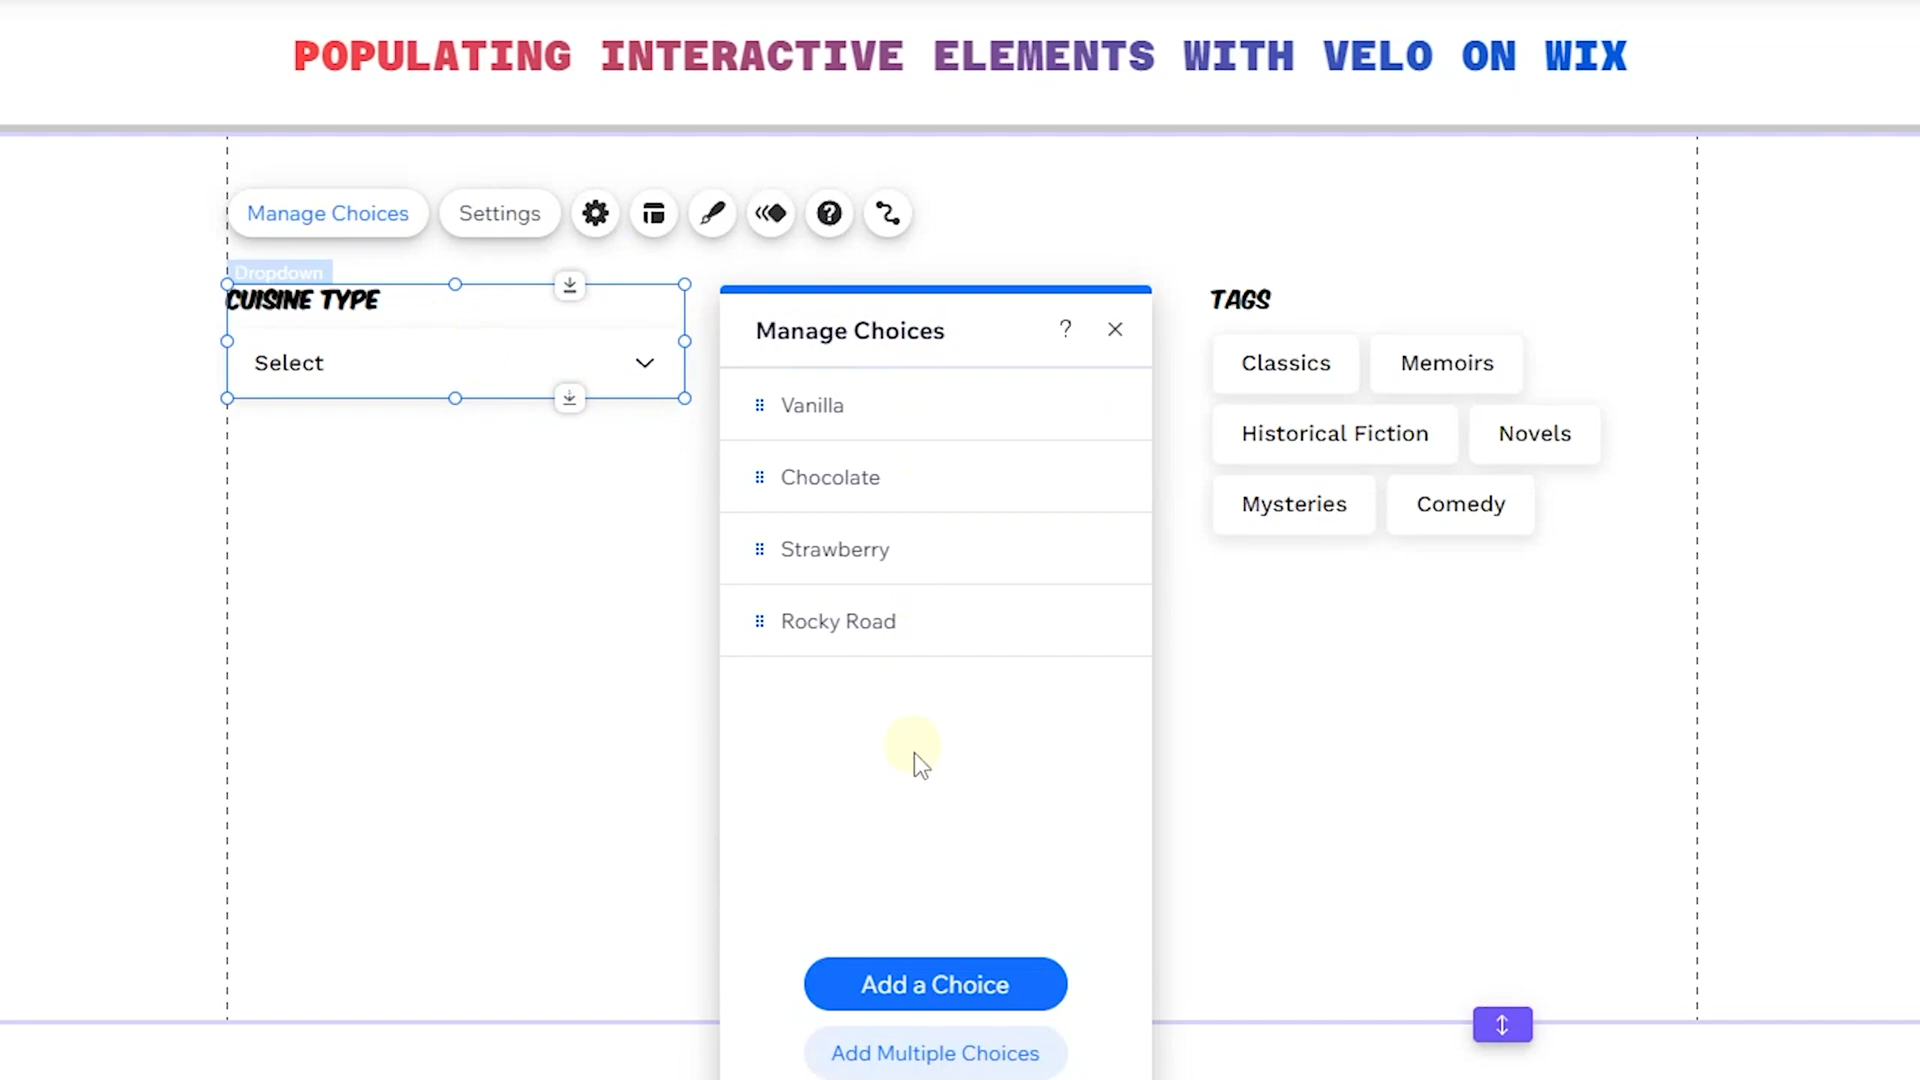 POPULATING INTERACTIVE ELEMENTS WITH VELO ON WIX
Manage Choices
Settings
Dropdown
CUISINE TYPE
Select
Manage Choices
?
Vanilla
Chocolate
Strawberry
Rocky Road
Add a Choice
Add Multiple Choices
TAGS
Classics
Memoirs
Historical Fiction
Novels
Mysteries
Comedy